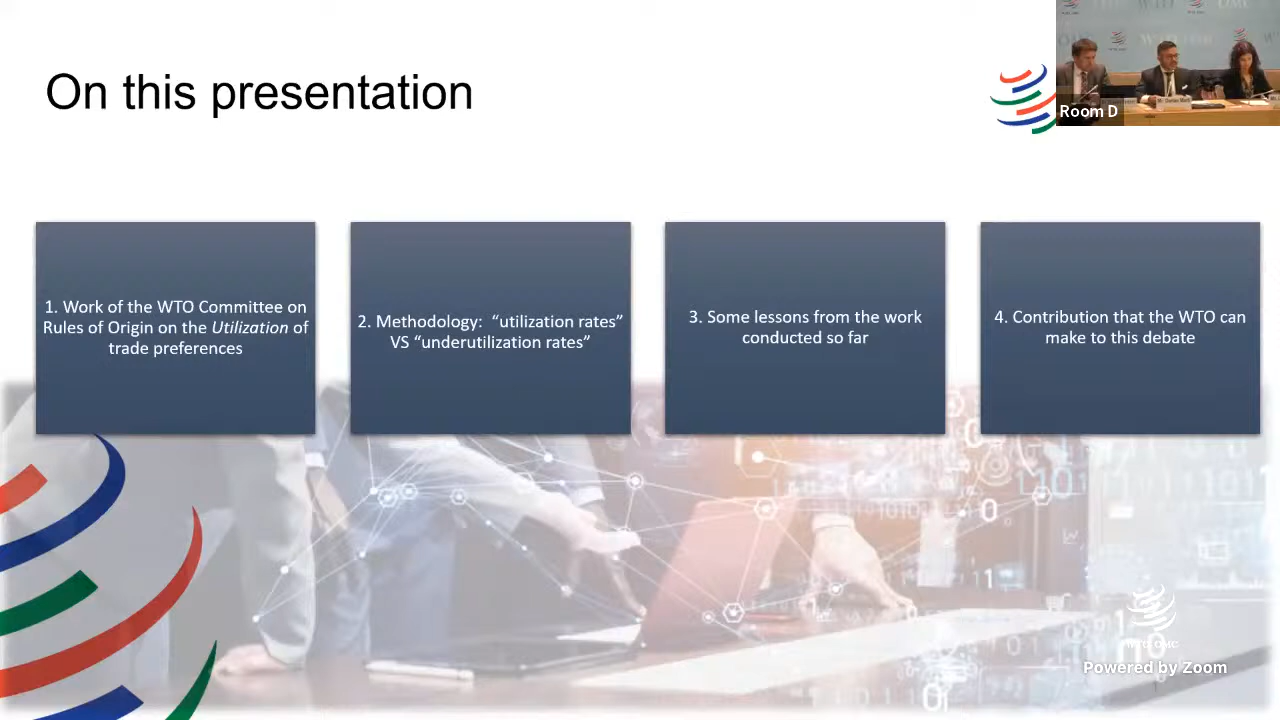 On this presentation
Room D
1. Work of the WTO Committee on
Rules of Origin on the Utilization of
trade preferences
2. Methodology:  “utilization rates”
VS “underutilization rates”
3. Some lessons from the work
conducted so far
4. Contribution that the WTO can
make to this debate
WTO OMC
Powered by Zoom